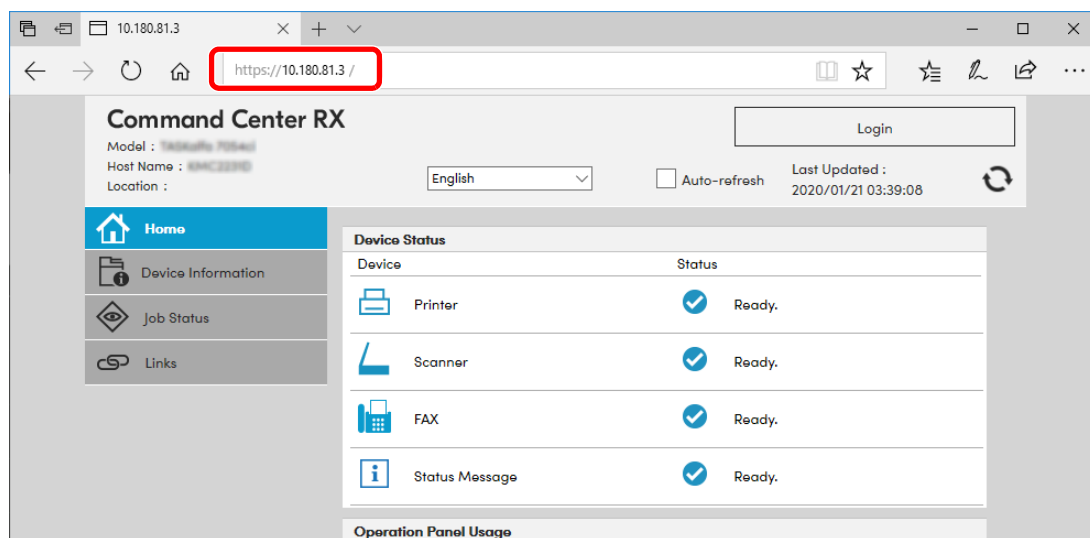 10.180.81.3
https://10.180.81.3 /
Command Center RX
Login
Model :
Host Name :
Location :
English
Auto-refresh
Last Updated :
2020/01/21 03:39:08
Home
Device Information
Job Status
Links
Device Status
Device Status
Printer Ready.
Scanner Ready.
FAX Ready.
Status Message Ready.
Operation Panel Usage